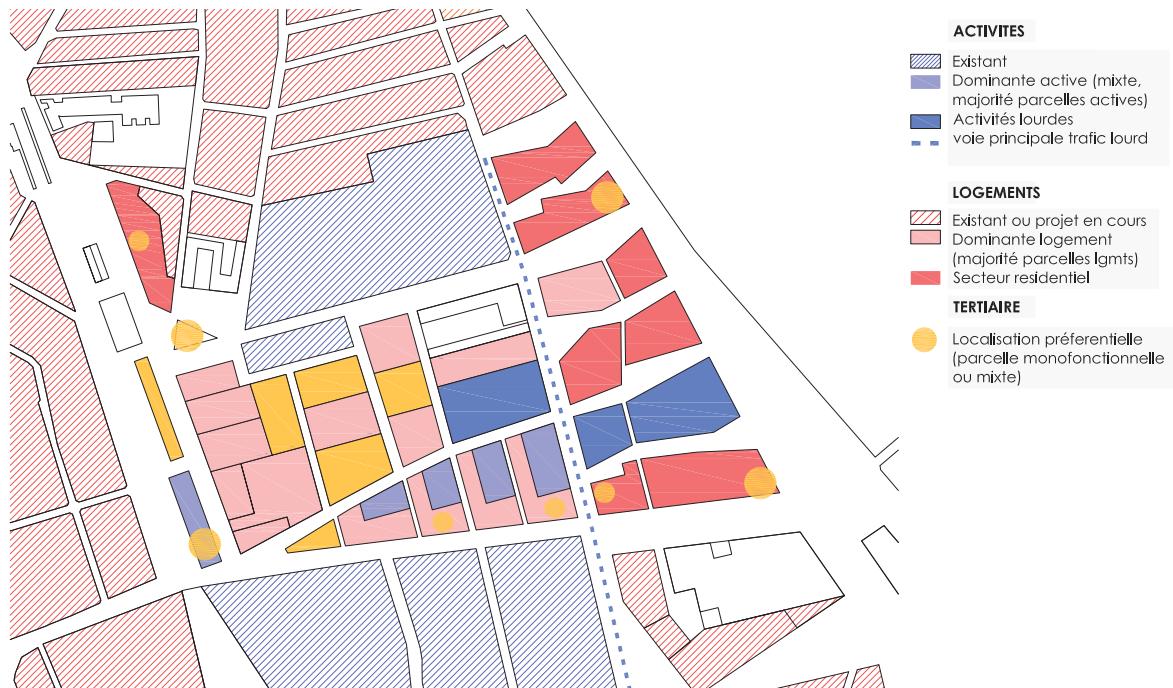 ACTIVITES
Existant
Dominante active (mixte,
majorité parcelles actives)
Activités lourdes
voie principale trafic lourd
LOGEMENTS
Existant ou projet en cours
Dominante logement
(majorité parcelles lgmts)
Secteur residentiel
TERTIAIRE
Localisation préferentielle
(parcelle monofonctionnelle
ou mixte)